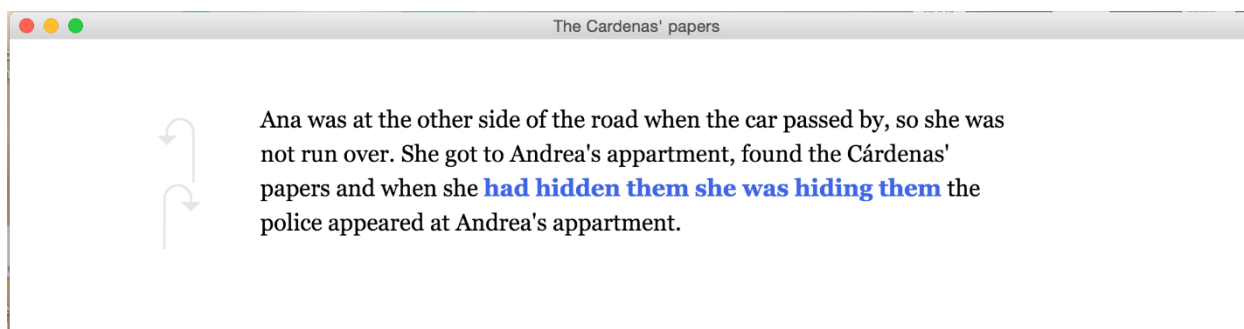 The Cardenas' papers
Ana was at the other side of the road when the car passed by, so she was
not run over. She got to Andrea's appartment, found the Cárdenas'
papers and when she had hidden them she was hiding them the
police appeared at Andrea's appartment.